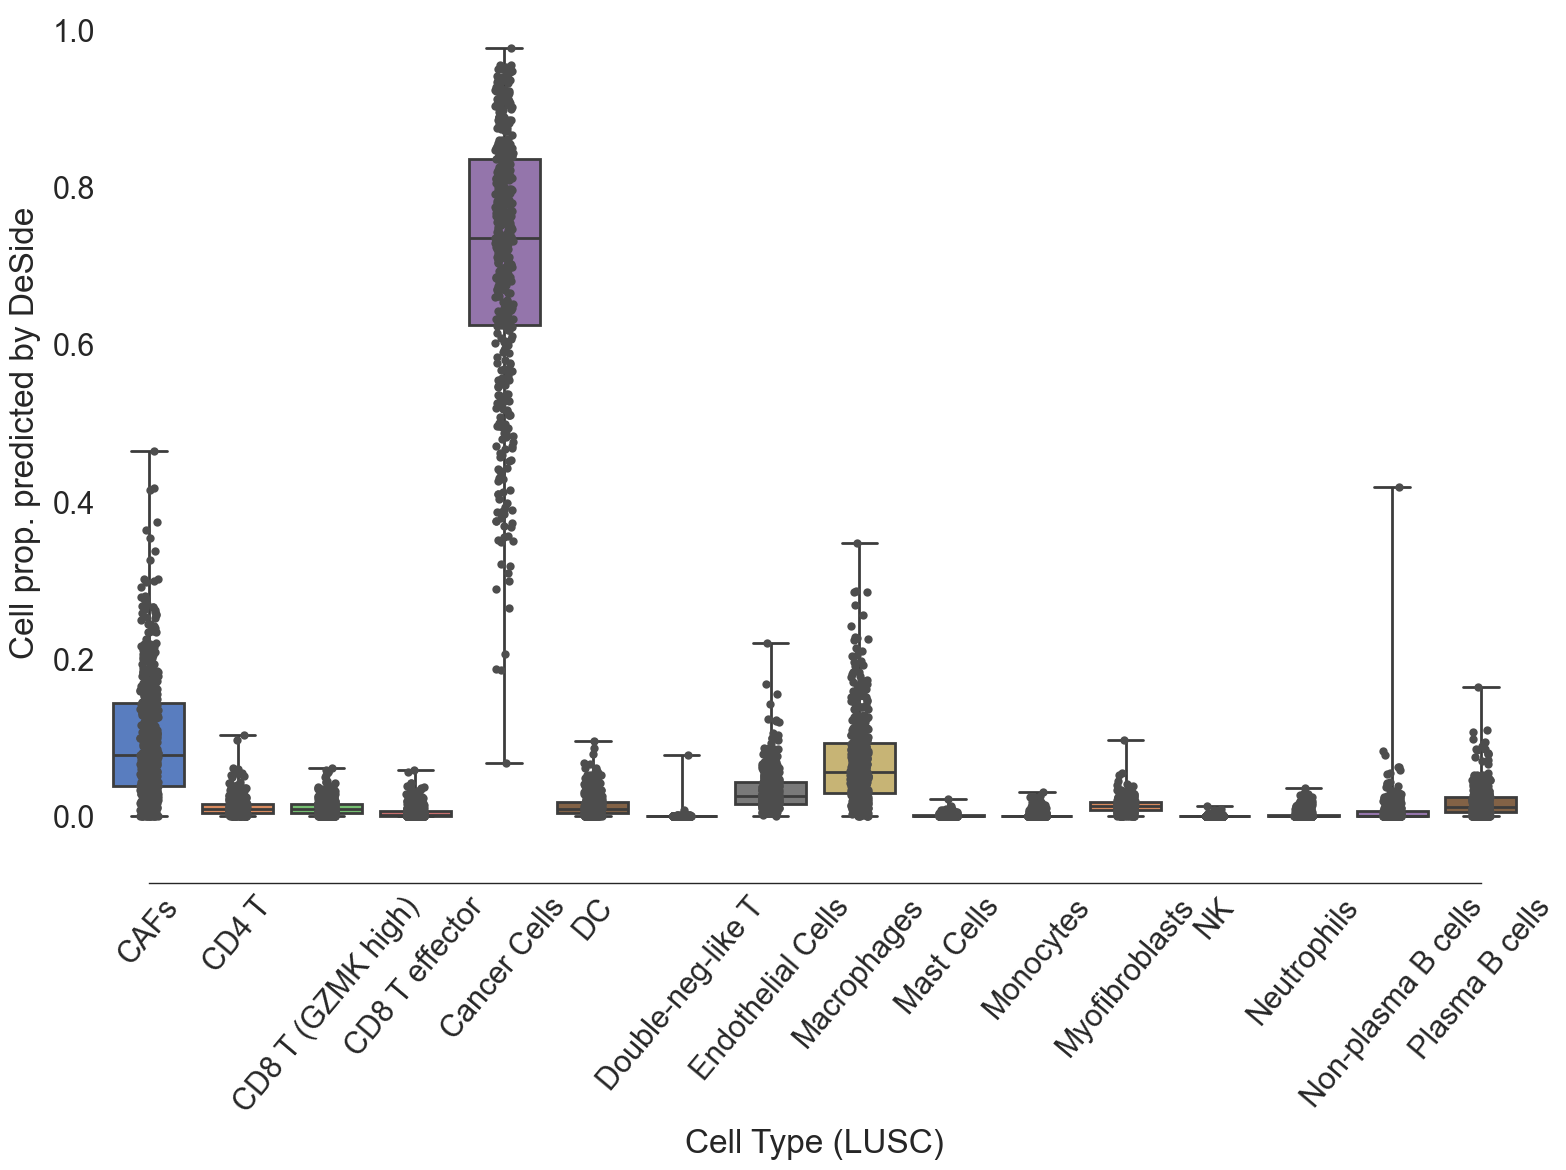 Cell prop. predicted by DeSide
1.0
0.8
0.6
0.4
0.2
0.0
CAFs
CD4 T
CD8 T (GZMK high)
CD8 T effector
Cancer Cells
DC
Double-neg-like T
Endothelial Cells
Macrophages
Mast Cells
Monocytes
Myofibroblasts
NK
Neutrophils
Non-plasma B cells
Plasma B cells
Cell Type (LUSC)